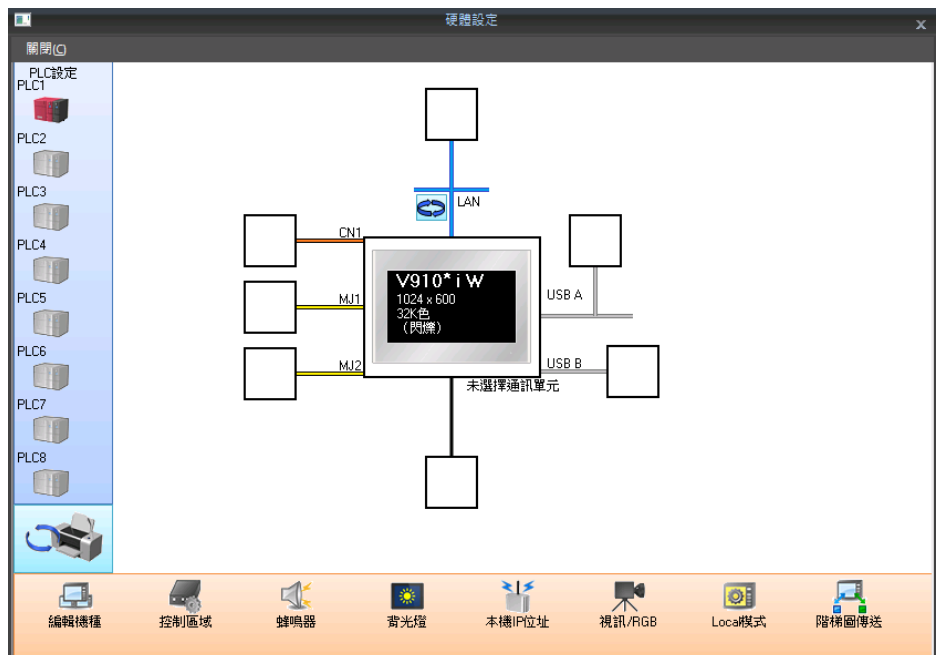 硬體設定
x
關閉(C)
PLC設定
PLC1
PLC2
PLC3
PLC4
PLC5
PLC6
PLC7
PLC8
LAN
CN1
MJ1
MJ2
V910*iW
1024 x 600
32K色
(閃爍)
USB A
USB B
未選擇通訊單元
編輯機種
控制區域
蜂鳴器
背光燈
本機IP位址
視訊/RGB
Local模式
階梯圖傳送